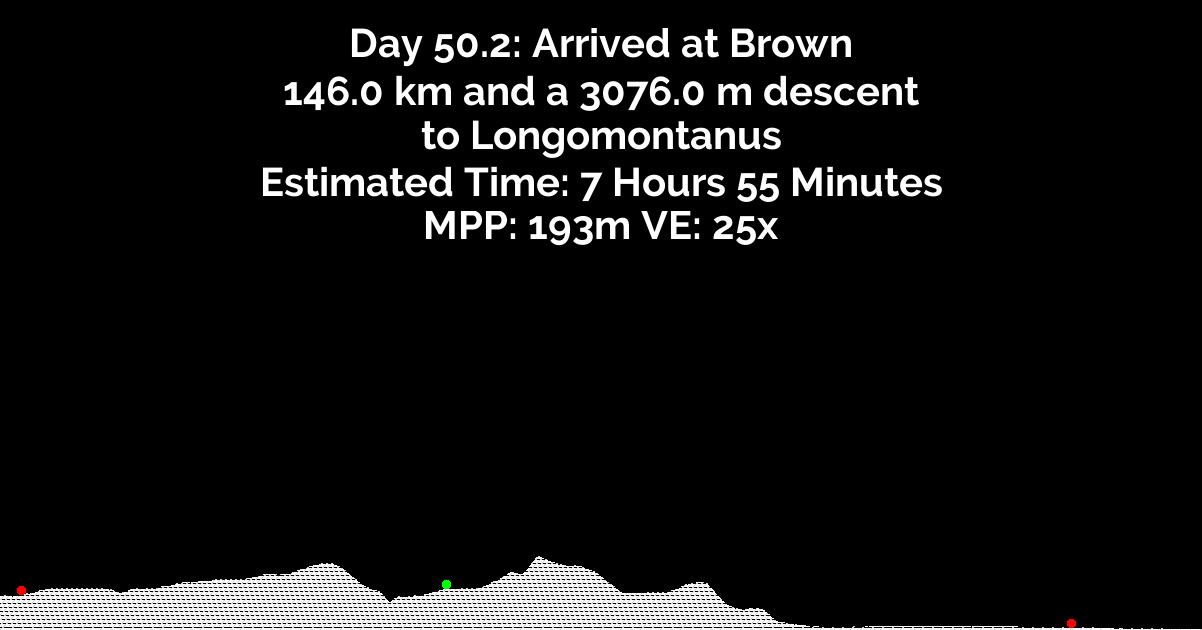 Day 50.2: Arrived at Brown
146.0 km and a 3076.0 m descent
to Longomontanus
Estimated Time: 7 Hours 55 Minutes
MPP: 193m VE: 25x